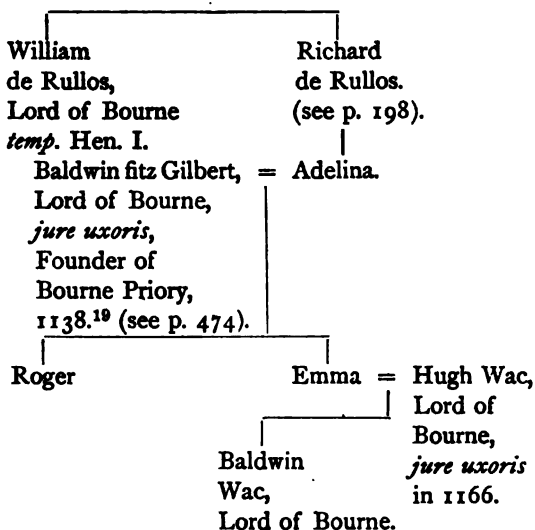 William
de Rullos,
Lord of Bourne
temp. Hen. I.
Richard
de Rullos.
(see p. 198).
Baldwin fitz Gilbert, = Adelina.
Lord of Bourne,
jure uxoris,
Founder of
Bourne Priory,
1138.¹⁹ (see p. 474).
Roger
Emma = Hugh Wac,
Lord of
Bourne,
jure uxoris
in 1166.
Baldwin
Wac,
Lord of Bourne.